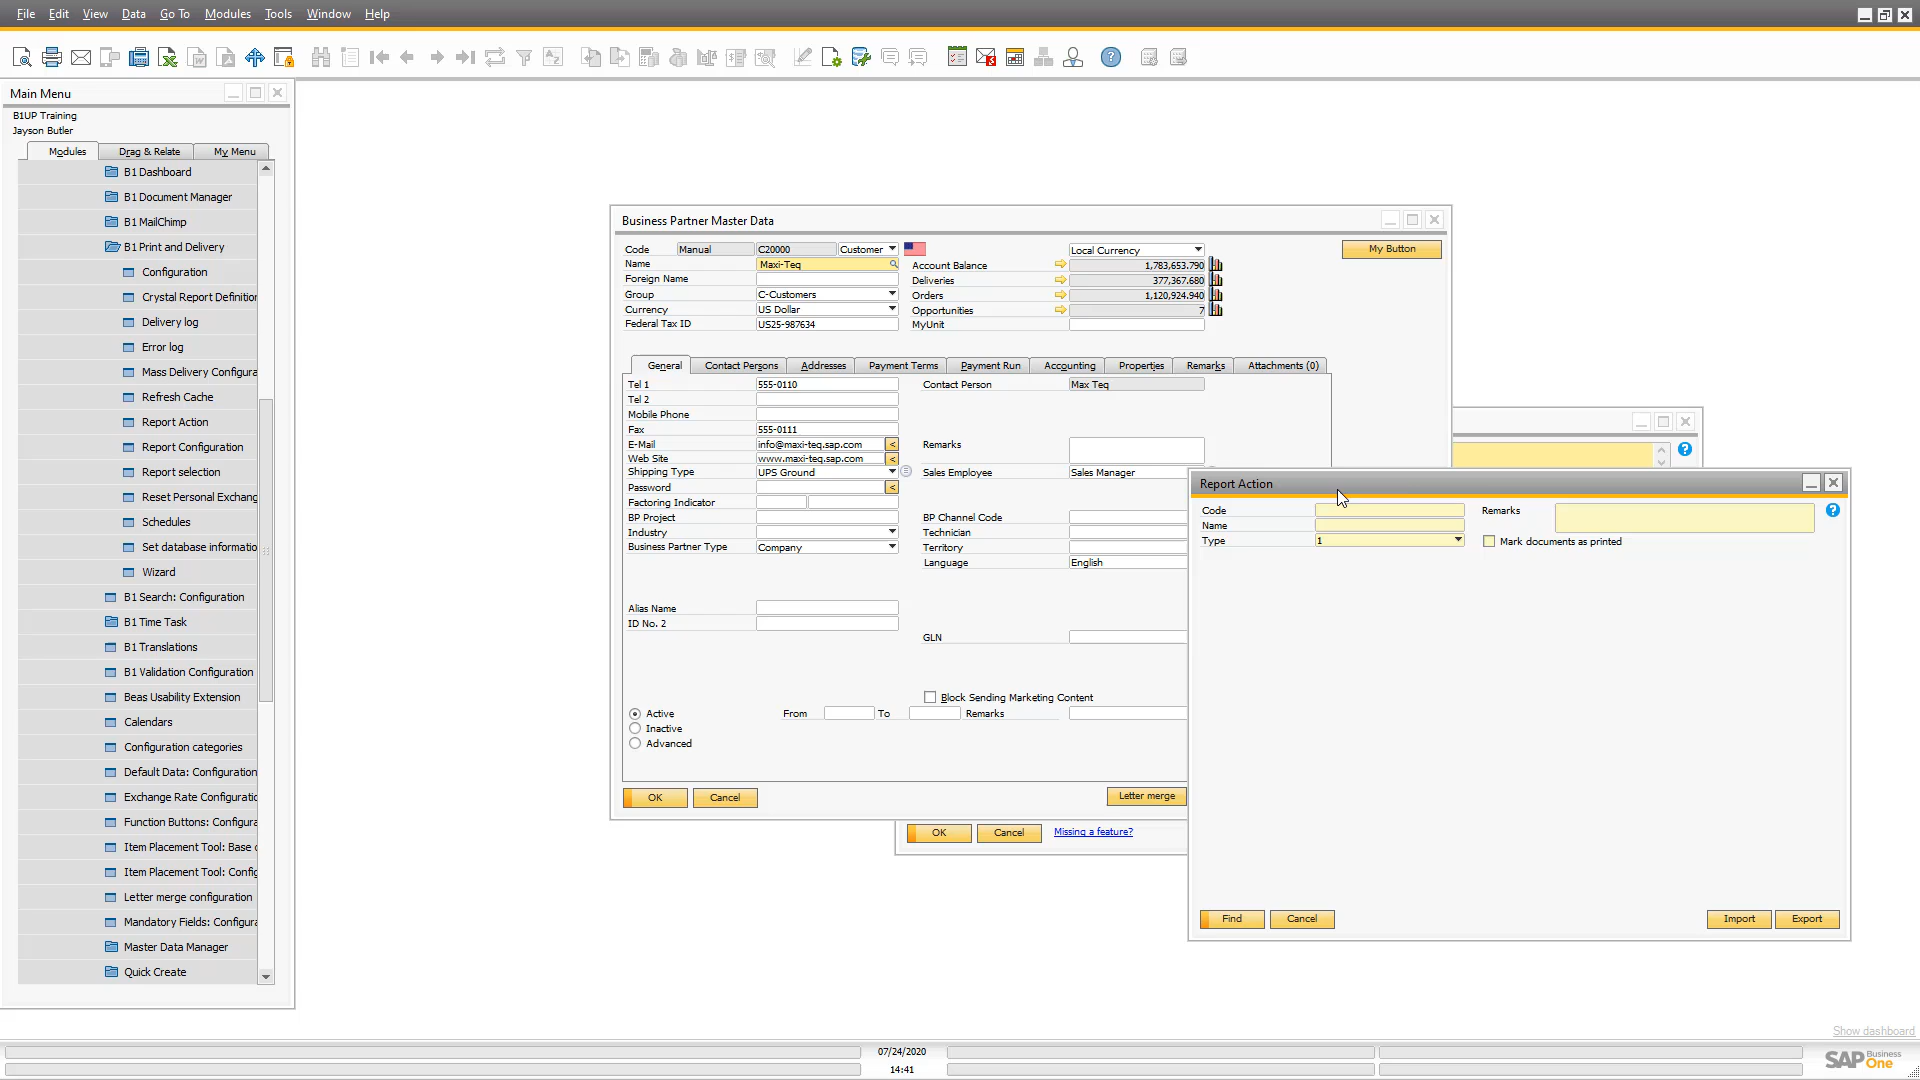 File Edit View Data Go To Modules Tools Window Help
Main Menu
B1UP Training
Jayson Butler
Modules Drag & Relate My Menu
B1 Dashboard
B1 Document Manager
B1 MailChimp
B1 Print and Delivery
Configuration
Crystal Report Definition
Delivery log
Error log
Mass Delivery Configura
Refresh Cache
Report Action
Report Configuration
Report selection
Reset Personal Exchang
Schedules
Set database informatio
Wizard
B1 Search: Configuration
B1 Time Task
B1 Translations
B1 Validation Configuration
Beas Usability Extension
Calendars
Configuration categories
Default Data: Configuration
Exchange Rate Configuratic
Function Buttons: Configura
Item Placement Tool: Base c
Item Placement Tool: Config
Letter merge configuration
Mandatory Fields: Configura
Master Data Manager
Quick Create
Business Partner Master Data
Code Manual C20000 Customer Local Currency My Button
Name Maxi-Teq Account Balance 1,783,653.790
Foreign Name Deliveries 377,367.680
Group C-Customers Orders 1,120,924.940
Currency US Dollar Opportunities 7
Federal Tax ID US25-987634 MyUnit
General Contact Persons Addresses Payment Terms Payment Run Accounting Properties Remarks Attachments (0)
Tel 1 555-0110 Contact Person Max Teq
Tel 2
Mobile Phone
Fax 555-0111
E-Mail info@maxi-teq.sap.com < Remarks
Web Site www.maxi-teq.sap.com <
Shipping Type UPS Ground Sales Employee Sales Manager
Password <
Factoring Indicator
BP Project BP Channel Code
Industry Technician
Business Partner Type Company Territory
Language English
Alias Name
ID No. 2
GLN
Block Sending Marketing Content
Active From To Remarks
Inactive
Advanced
OK Cancel Letter merge
OK Cancel Missing a feature?
Report Action
Code Remarks
Name
Type 1 Mark documents as printed
Find Cancel Import Export
Show dashboard
07/24/2020
14:41
SAP Business One